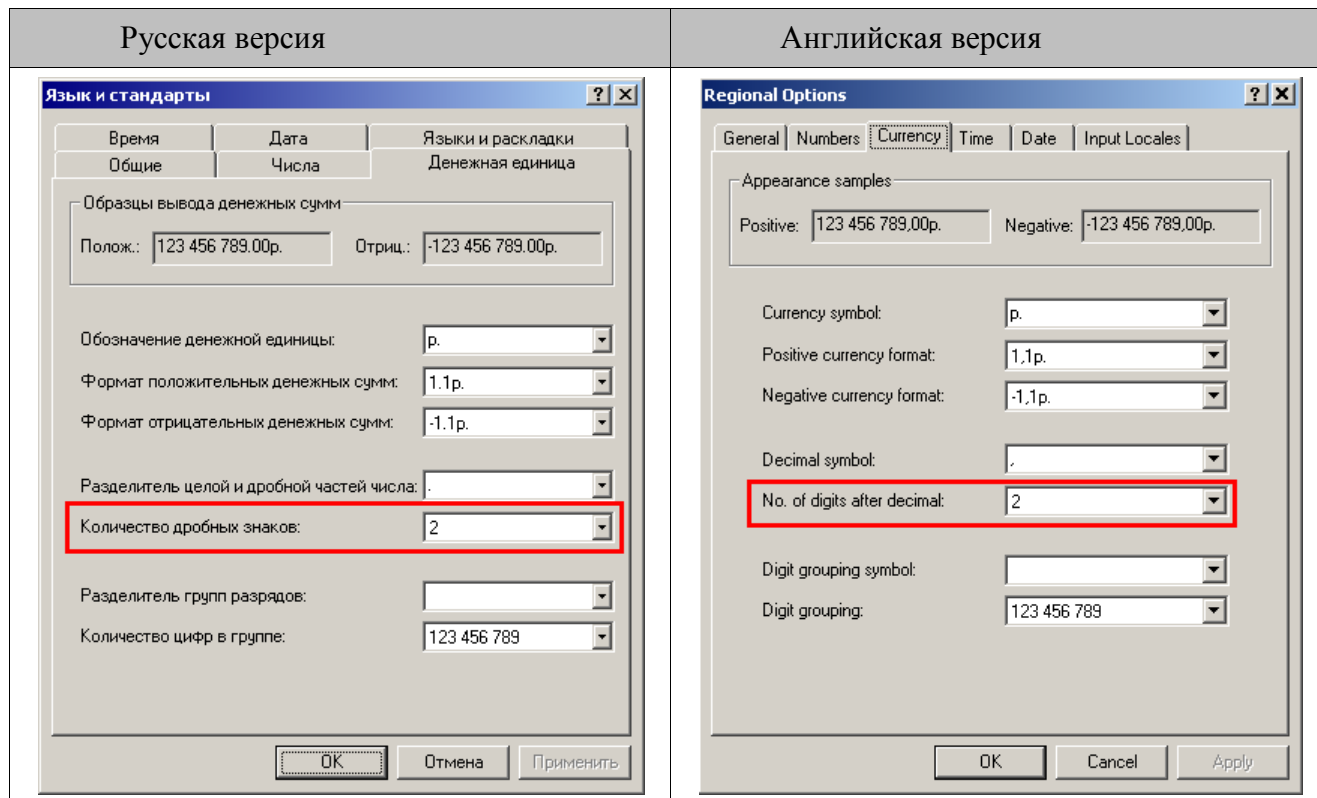 Русская версия
Английская версия
Язык и стандарты
Время Дата Языки и раскладки
Общие Числа Денежная единица
Образцы вывода денежных сумм
Полож.: 123 456 789.00р. Отриц.: -123 456 789.00р.
Обозначение денежной единицы: р.
Формат положительных денежных сумм: 1.1р.
Формат отрицательных денежных сумм: -1.1р.
Разделитель целой и дробной частей числа: .
Количество дробных знаков: 2
Разделитель групп разрядов:
Количество цифр в группе: 123 456 789
OK Отмена Применить
Regional Options
General Numbers Currency Time Date Input Locales
Appearance samples
Positive: 123 456 789,00р. Negative: -123 456 789,00р.
Currency symbol: р.
Positive currency format: 1,1р.
Negative currency format: -1,1р.
Decimal symbol: ,
No. of digits after decimal: 2
Digit grouping symbol:
Digit grouping: 123 456 789
OK Cancel Apply